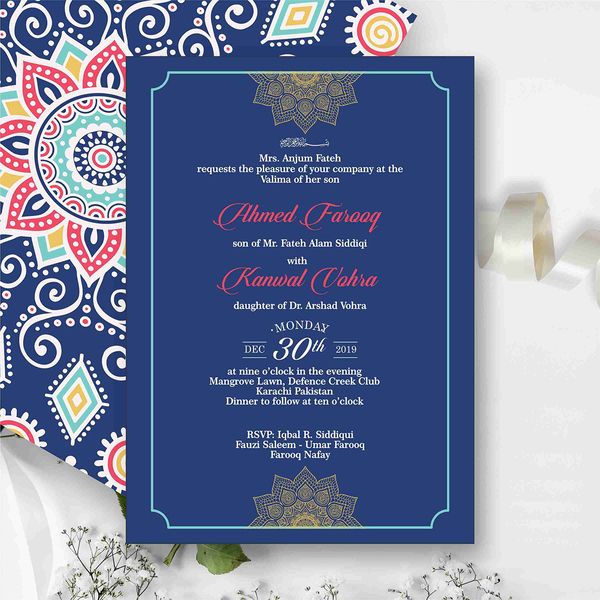 Mrs. Anjum Fateh
requests the pleasure of your company at the
Valima of her son
Ahmed Farooq
son of Mr. Fateh Alam Siddiqi
with
Kanwal Vohra
daughter of Dr. Arshad Vohra
MONDAY
DEC 30th 2019
at nine o'clock in the evening
Mangrove Lawn, Defence Creek Club
Karachi Pakistan
Dinner to follow at ten o'clock
RSVP: Iqbal R. Siddiqui
Fauzi Saleem - Umar Farooq
Farooq Nafay